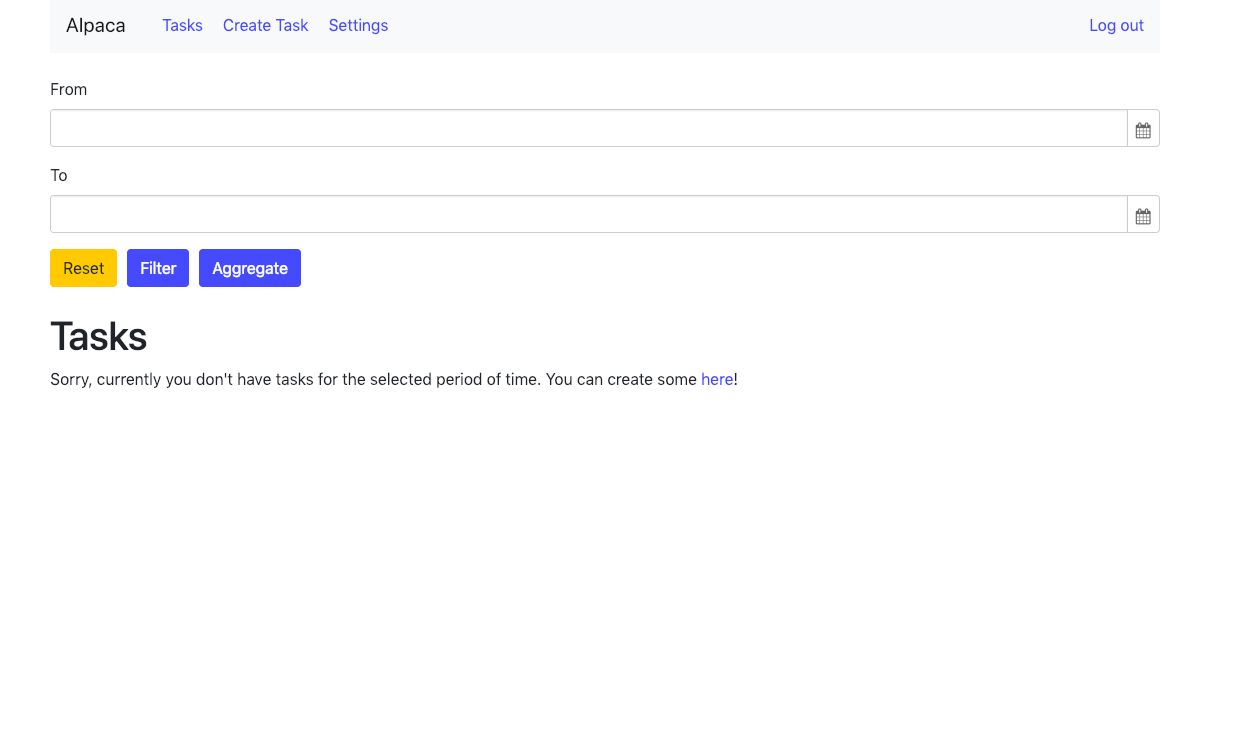 Alpaca Tasks Create Task Settings Log out
From
To
Reset Filter Aggregate
Tasks
Sorry, currently you don't have tasks for the selected period of time. You can create some here!